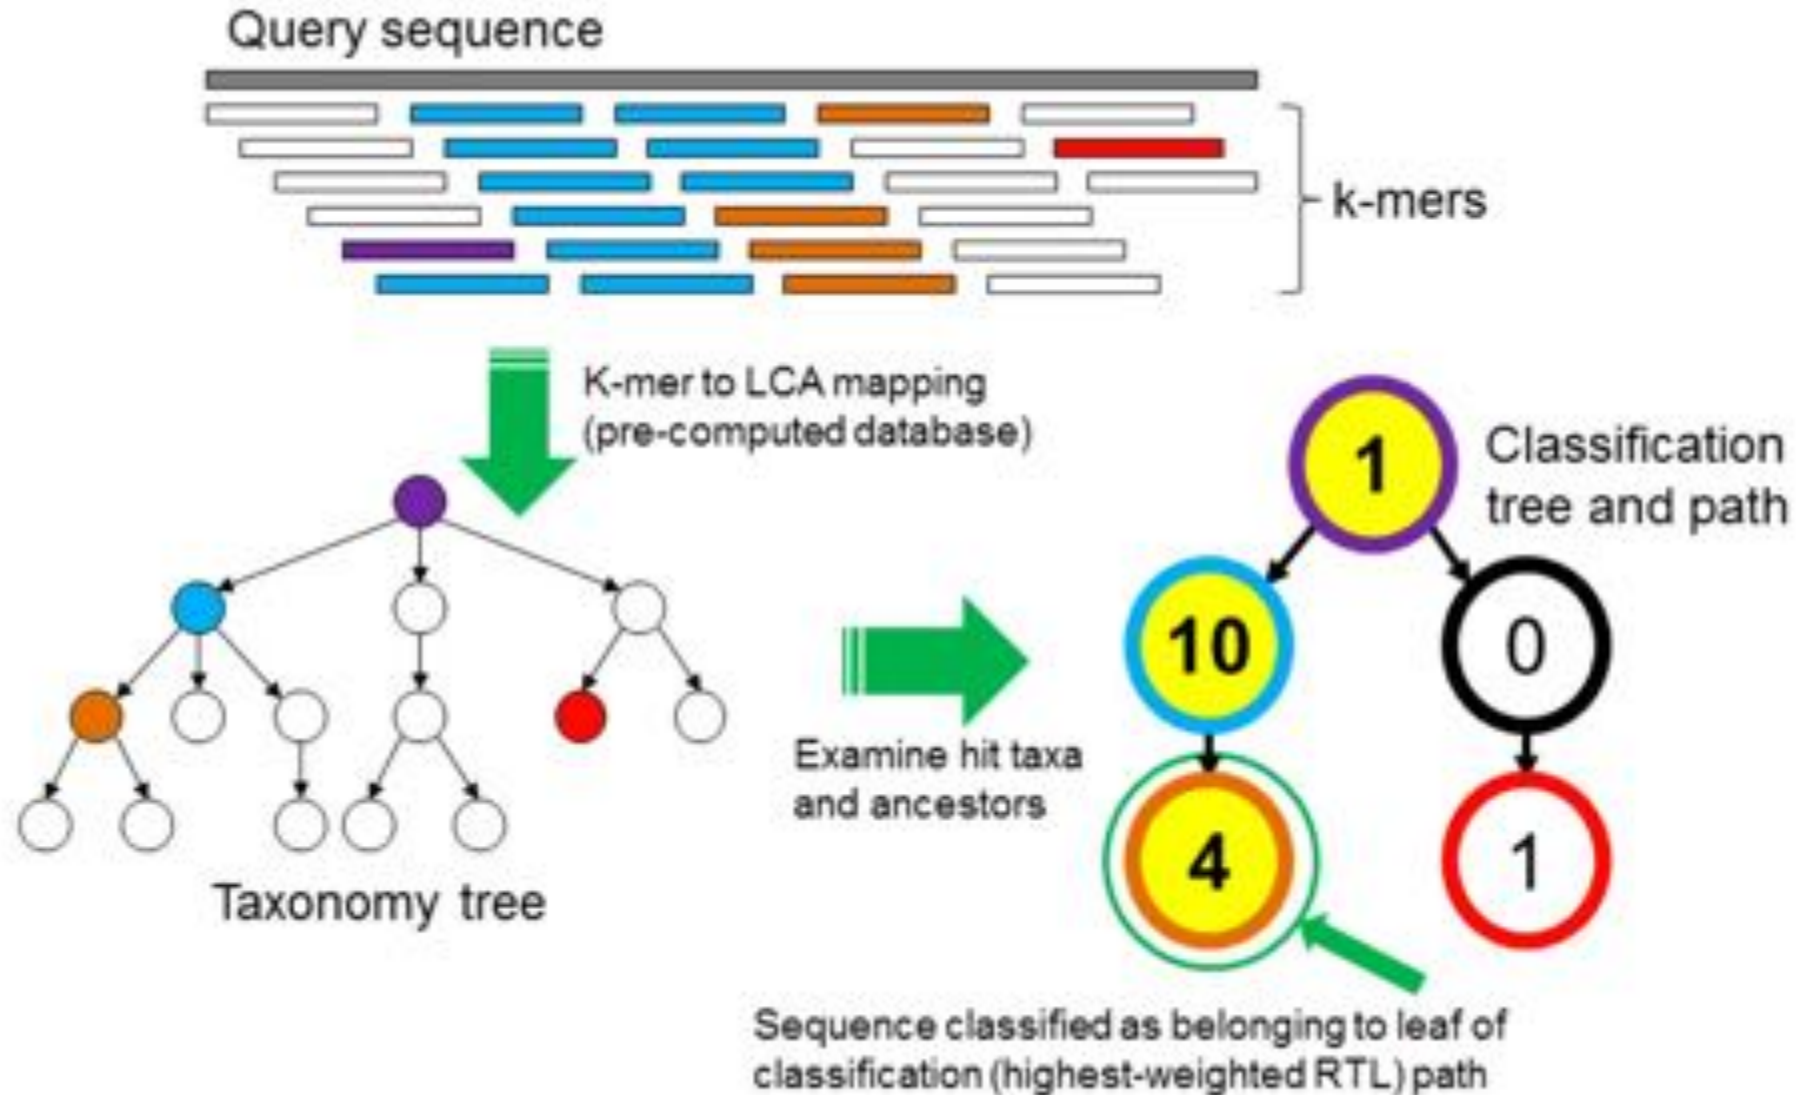 Query sequence
k-mers
K-mer to LCA mapping
(pre-computed database)
Classification
tree and path
1
10
0
4
1
Examine hit taxa
and ancestors
Taxonomy tree
Sequence classified as belonging to leaf of
classification (highest-weighted RTL) path